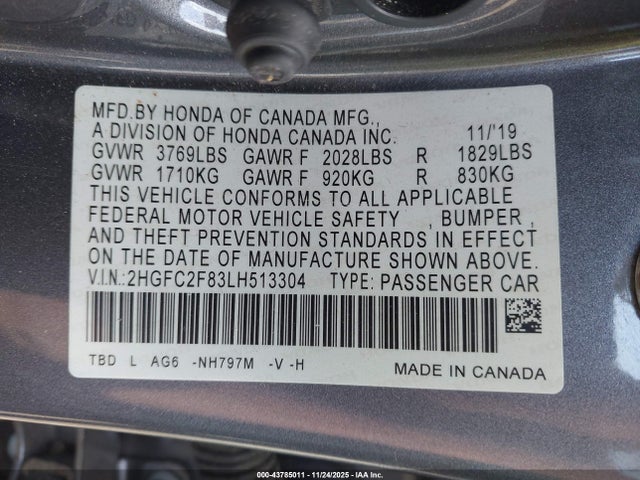 MFD.BY HONDA OF CANADA MFG.,
A DIVISION OF HONDA CANADA INC. 11/'19
GVWR 3769LBS GAWR F 2028LBS R 1829LBS
GVWR 1710KG GAWR F 920KG R 830KG
THIS VEHICLE CONFORMS TO ALL APPLICABLE
FEDERAL MOTOR VEHICLE SAFETY , BUMPER ,
AND THEFT PREVENTION STANDARDS IN EFFECT
ON THE DATE OF MANUFACTURE SHOWN ABOVE.
V.I.N.:2HGFC2F83LH513304 TYPE: PASSENGER CAR
TBD L AG6 -NH797M -V -H MADE IN CANADA
000-43785011 - 11/24/2025 - IAA Inc.